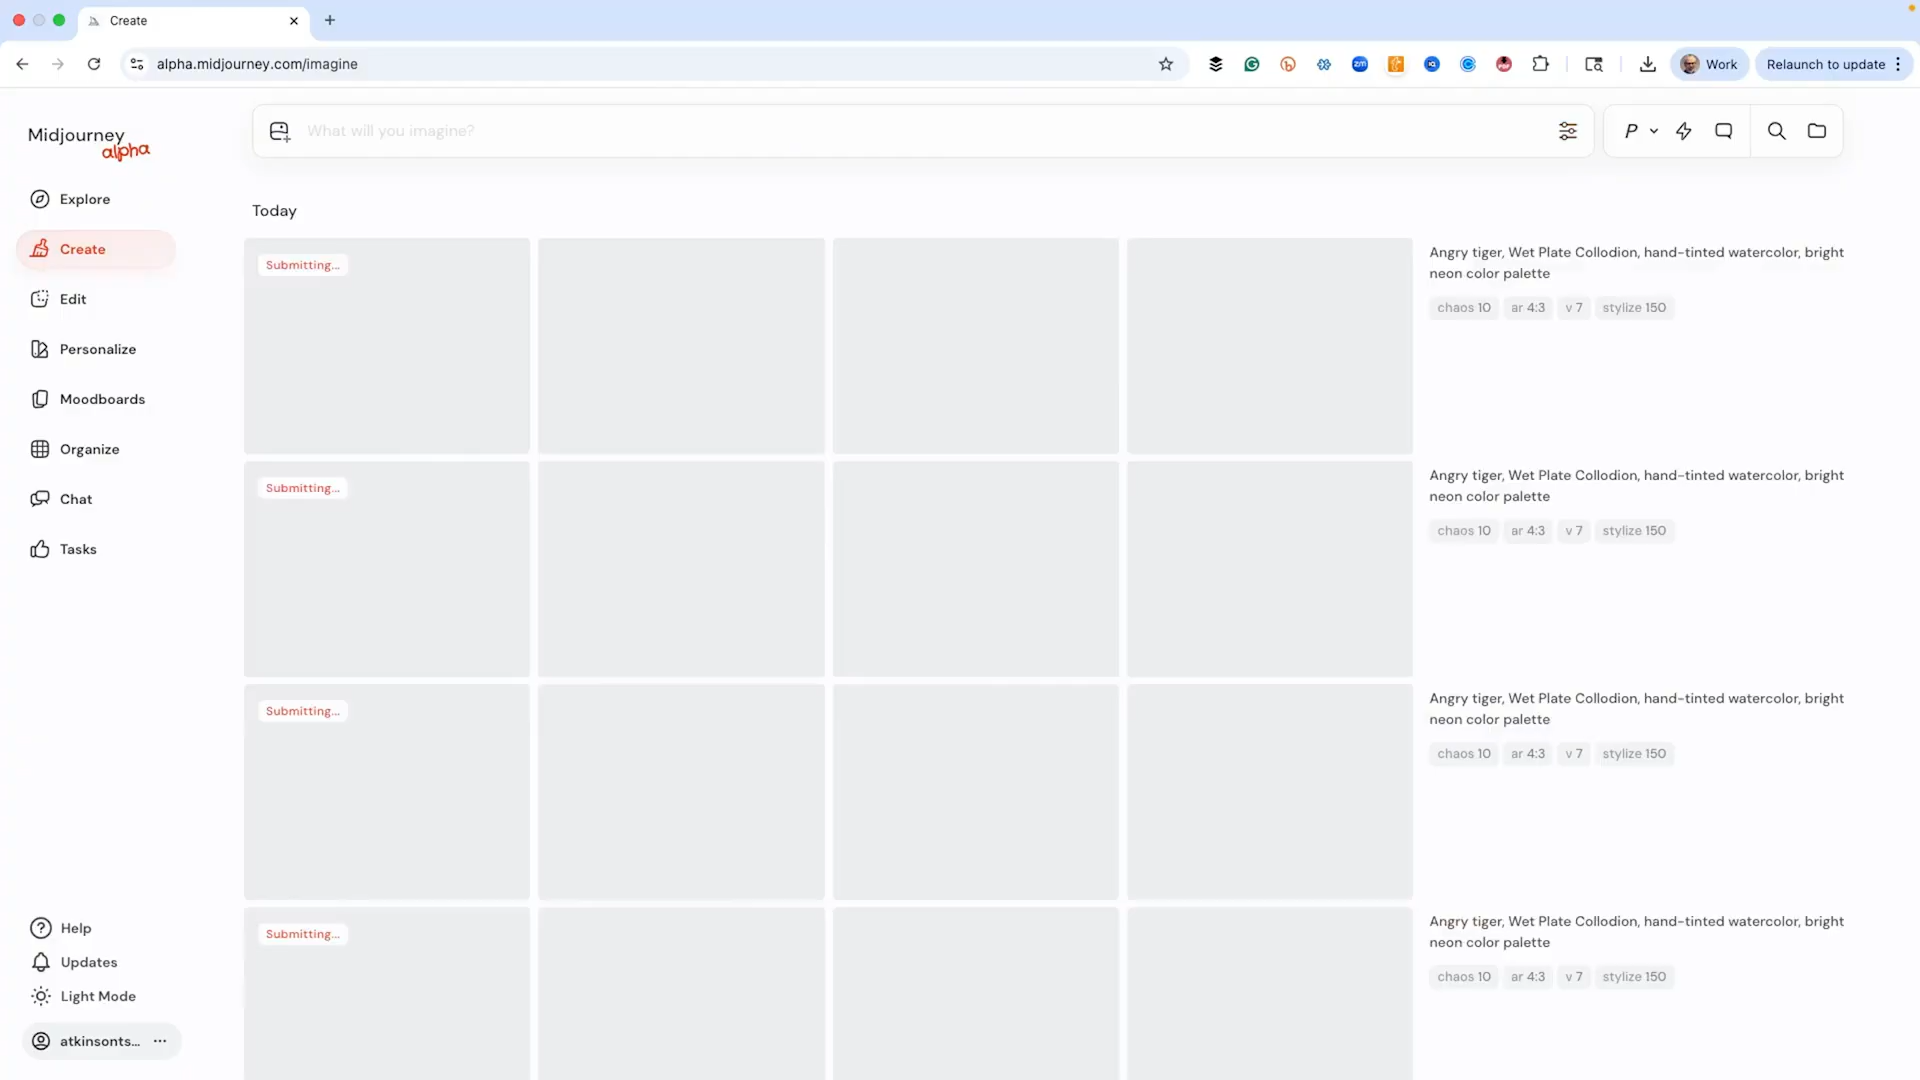 Create
alpha.midjourney.com/imagine
Work
Relaunch to update
Midjourney
alpha
What will you imagine?
P
Explore
Create
Edit
Personalize
Moodboards
Organize
Chat
Tasks
Help
Updates
Light Mode
atkinsonts...
Today
Submitting...
Angry tiger, Wet Plate Collodion, hand-tinted watercolor, bright
neon color palette
chaos 10 ar 4:3 v 7 stylize 150
Submitting...
Angry tiger, Wet Plate Collodion, hand-tinted watercolor, bright
neon color palette
chaos 10 ar 4:3 v 7 stylize 150
Submitting...
Angry tiger, Wet Plate Collodion, hand-tinted watercolor, bright
neon color palette
chaos 10 ar 4:3 v 7 stylize 150
Submitting...
Angry tiger, Wet Plate Collodion, hand-tinted watercolor, bright
neon color palette
chaos 10 ar 4:3 v 7 stylize 150